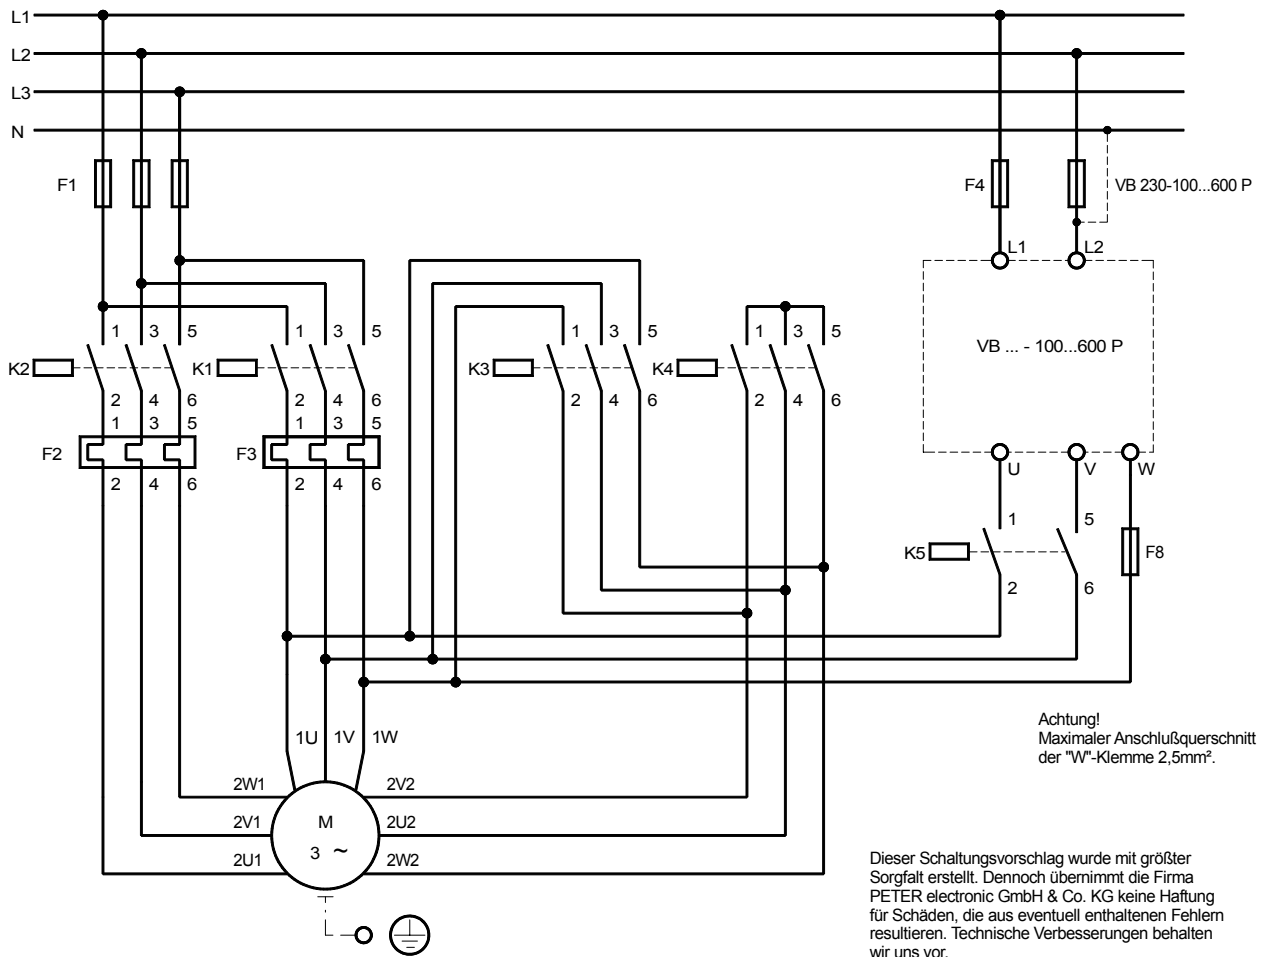 L1
L2
L3
N
F1
F4
VB 230-100...600 P
L1
L2
1 3 5
1 3 5
1 3 5
1 3 5
VB ... - 100...600 P
K2
K1
K3
K4
2 4 6
2 4 6
2 4 6
2 4 6
1 3 5
1 3 5
F2
F3
U
V
W
2 4 6
2 4 6
1
5
K5
F8
2
6
1U
1V
1W
Achtung!
Maximaler Anschlußquerschnitt
der "W"-Klemme 2,5mm².
2W1
2V2
2V1
M
2U2
3 ~
2U1
2W2
Dieser Schaltungsvorschlag wurde mit größter
Sorgfalt erstellt. Dennoch übernimmt die Firma
PETER electronic GmbH & Co. KG keine Haftung
für Schäden, die aus eventuell enthaltenen Fehlern
resultieren. Technische Verbesserungen behalten
wir uns vor.